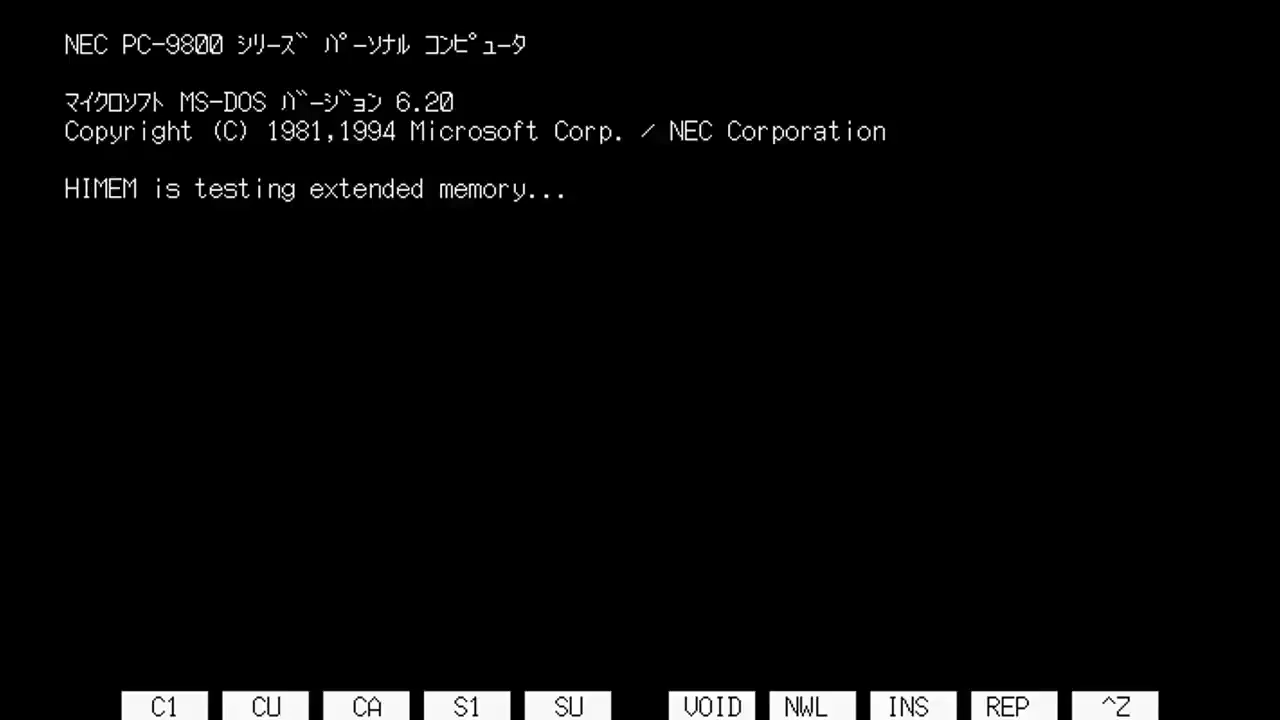 NEC PC-9800 ｼﾘｰｽﾞ ﾊﾟｰｿﾅﾙ ｺﾝﾋﾟｭｰﾀ
ﾏｲｸﾛｿﾌﾄ MS-DOS ﾊﾞｰｼﾞｮﾝ 6.20
Copyright (C) 1981,1994 Microsoft Corp. / NEC Corporation
HIMEM is testing extended memory...
C1 CU CA S1 SU VOID NWL INS REP ^Z